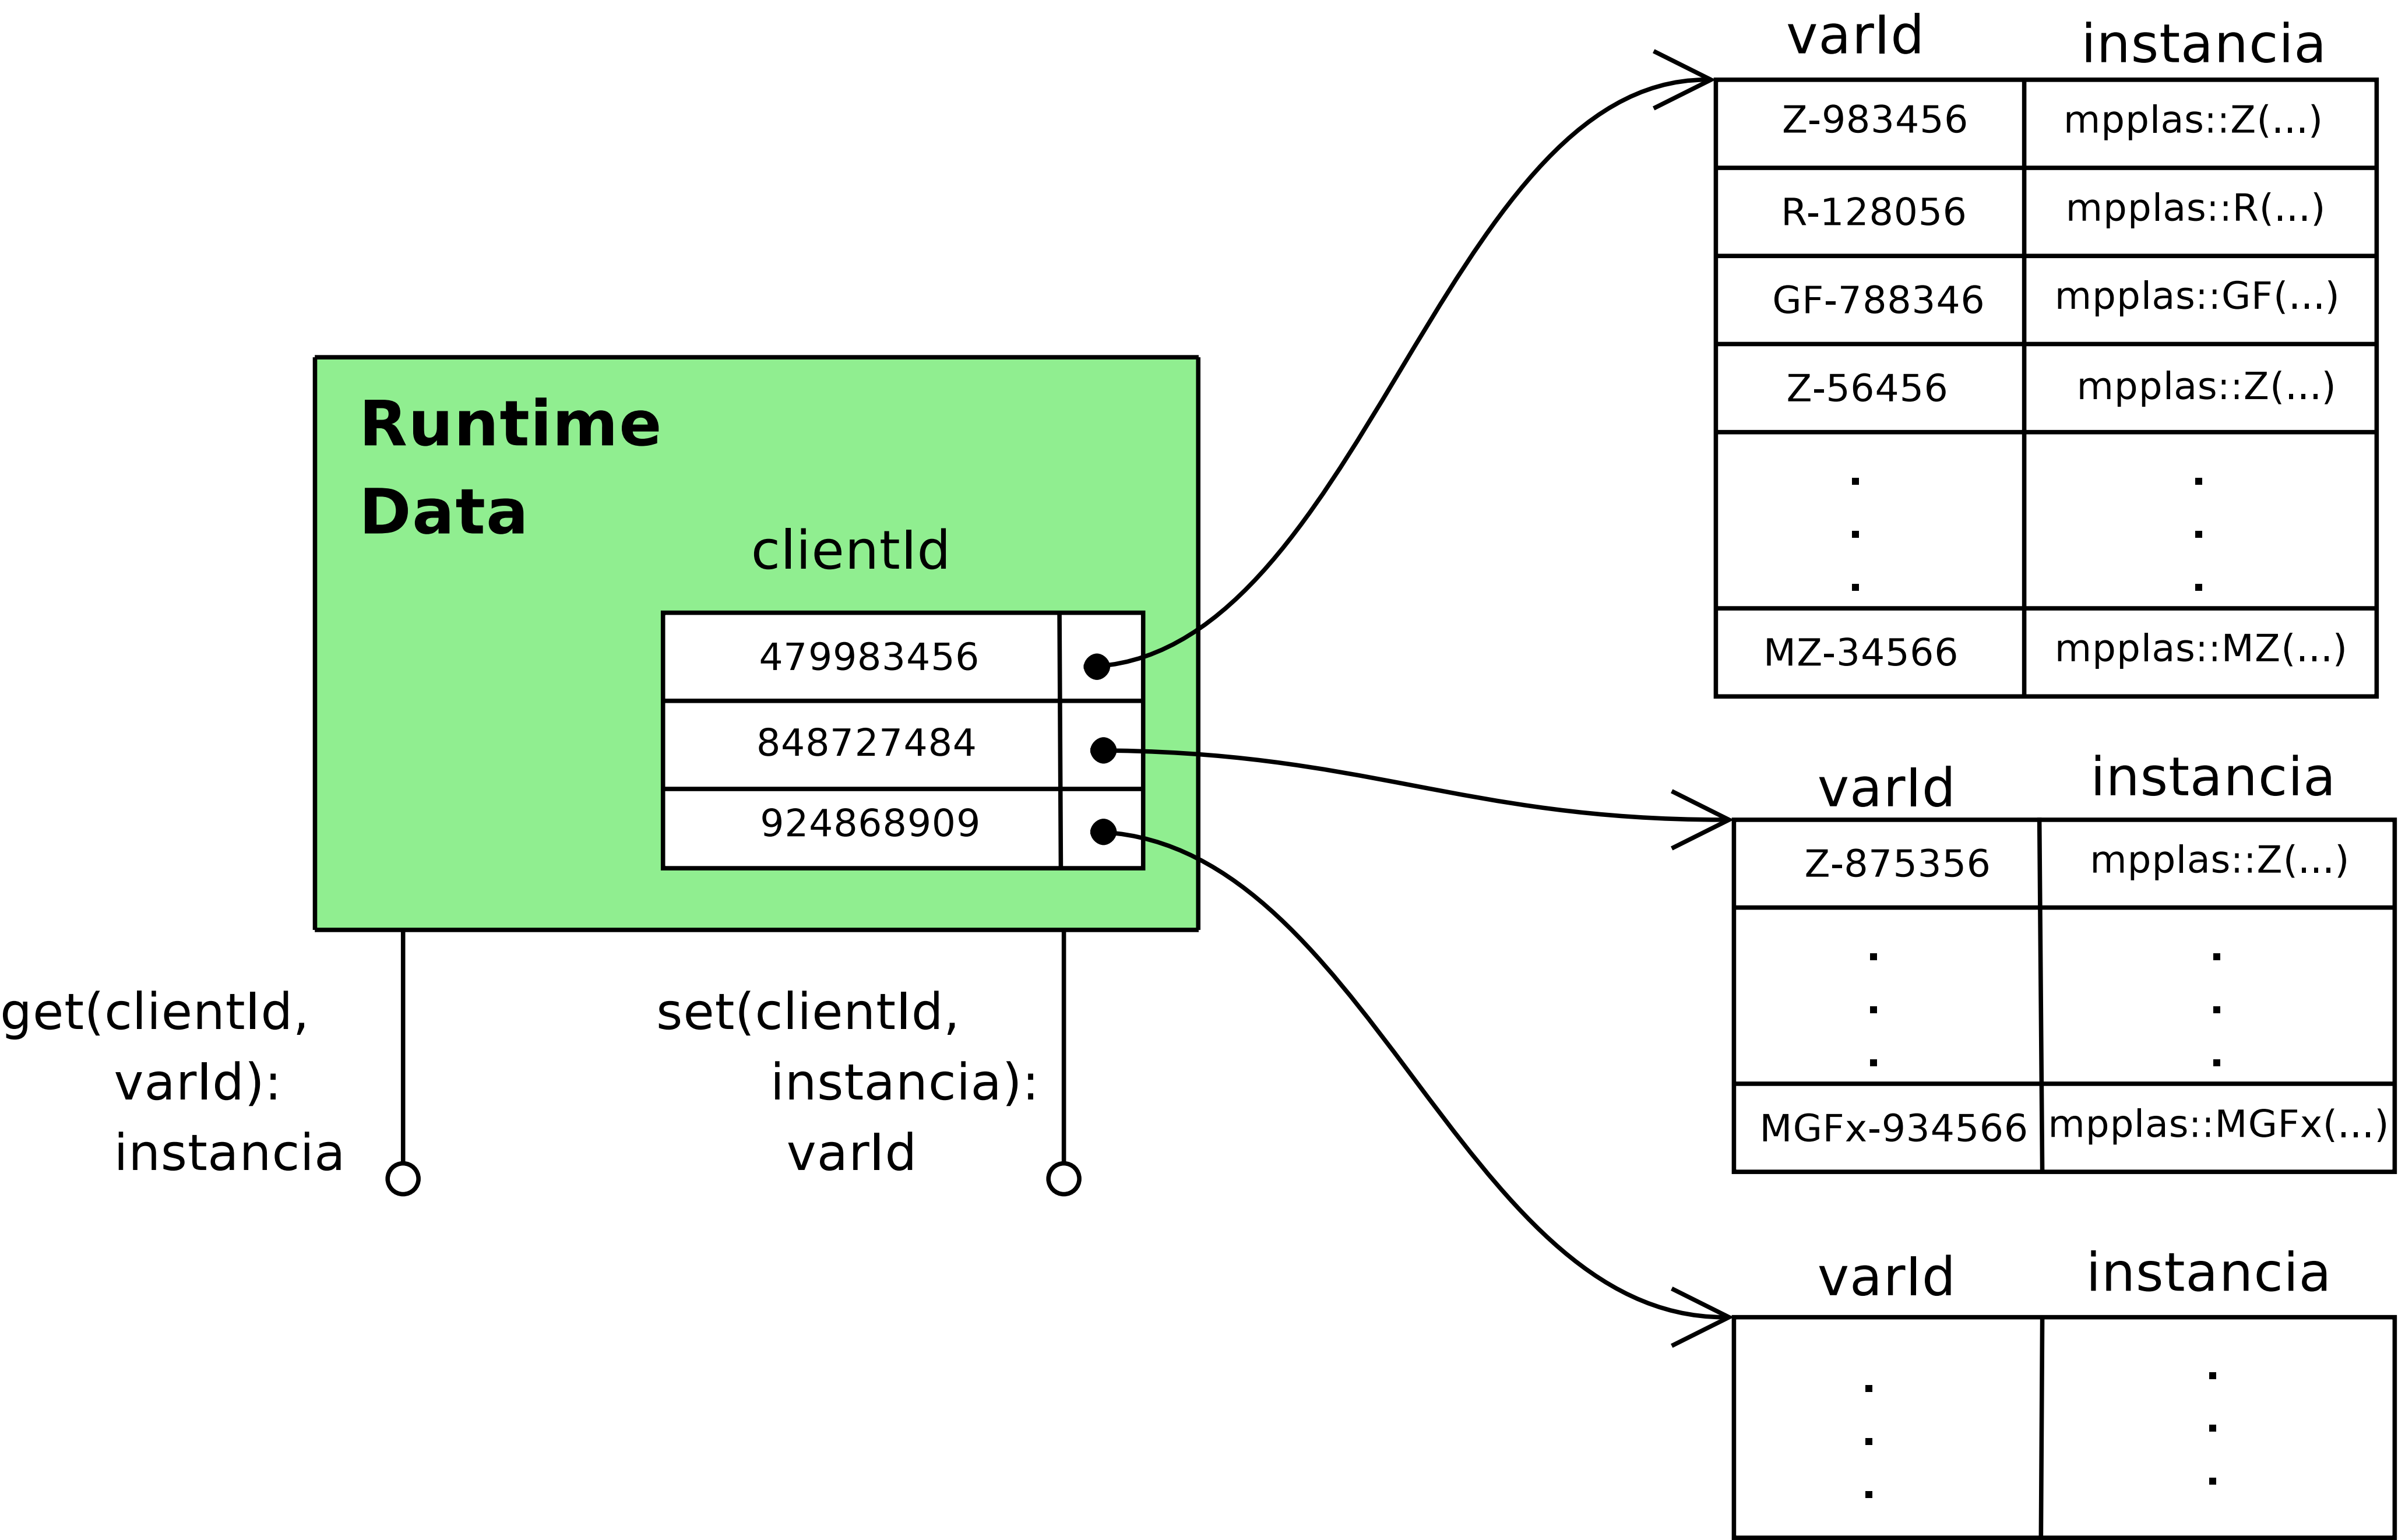 Runtime
Data
clientId
479983456
848727484
924868909
get(clientId,
varId):
instancia
set(clientId,
instancia):
varId
varId instancia
Z-983456 mpplas::Z(...)
R-128056 mpplas::R(...)
GF-788346 mpplas::GF(...)
Z-56456 mpplas::Z(...)
. .
. .
. .
MZ-34566 mpplas::MZ(...)
varId instancia
Z-875356 mpplas::Z(...)
. .
. .
. .
MGFx-934566 mpplas::MGFx(...)
varId instancia
. .
. .
. .